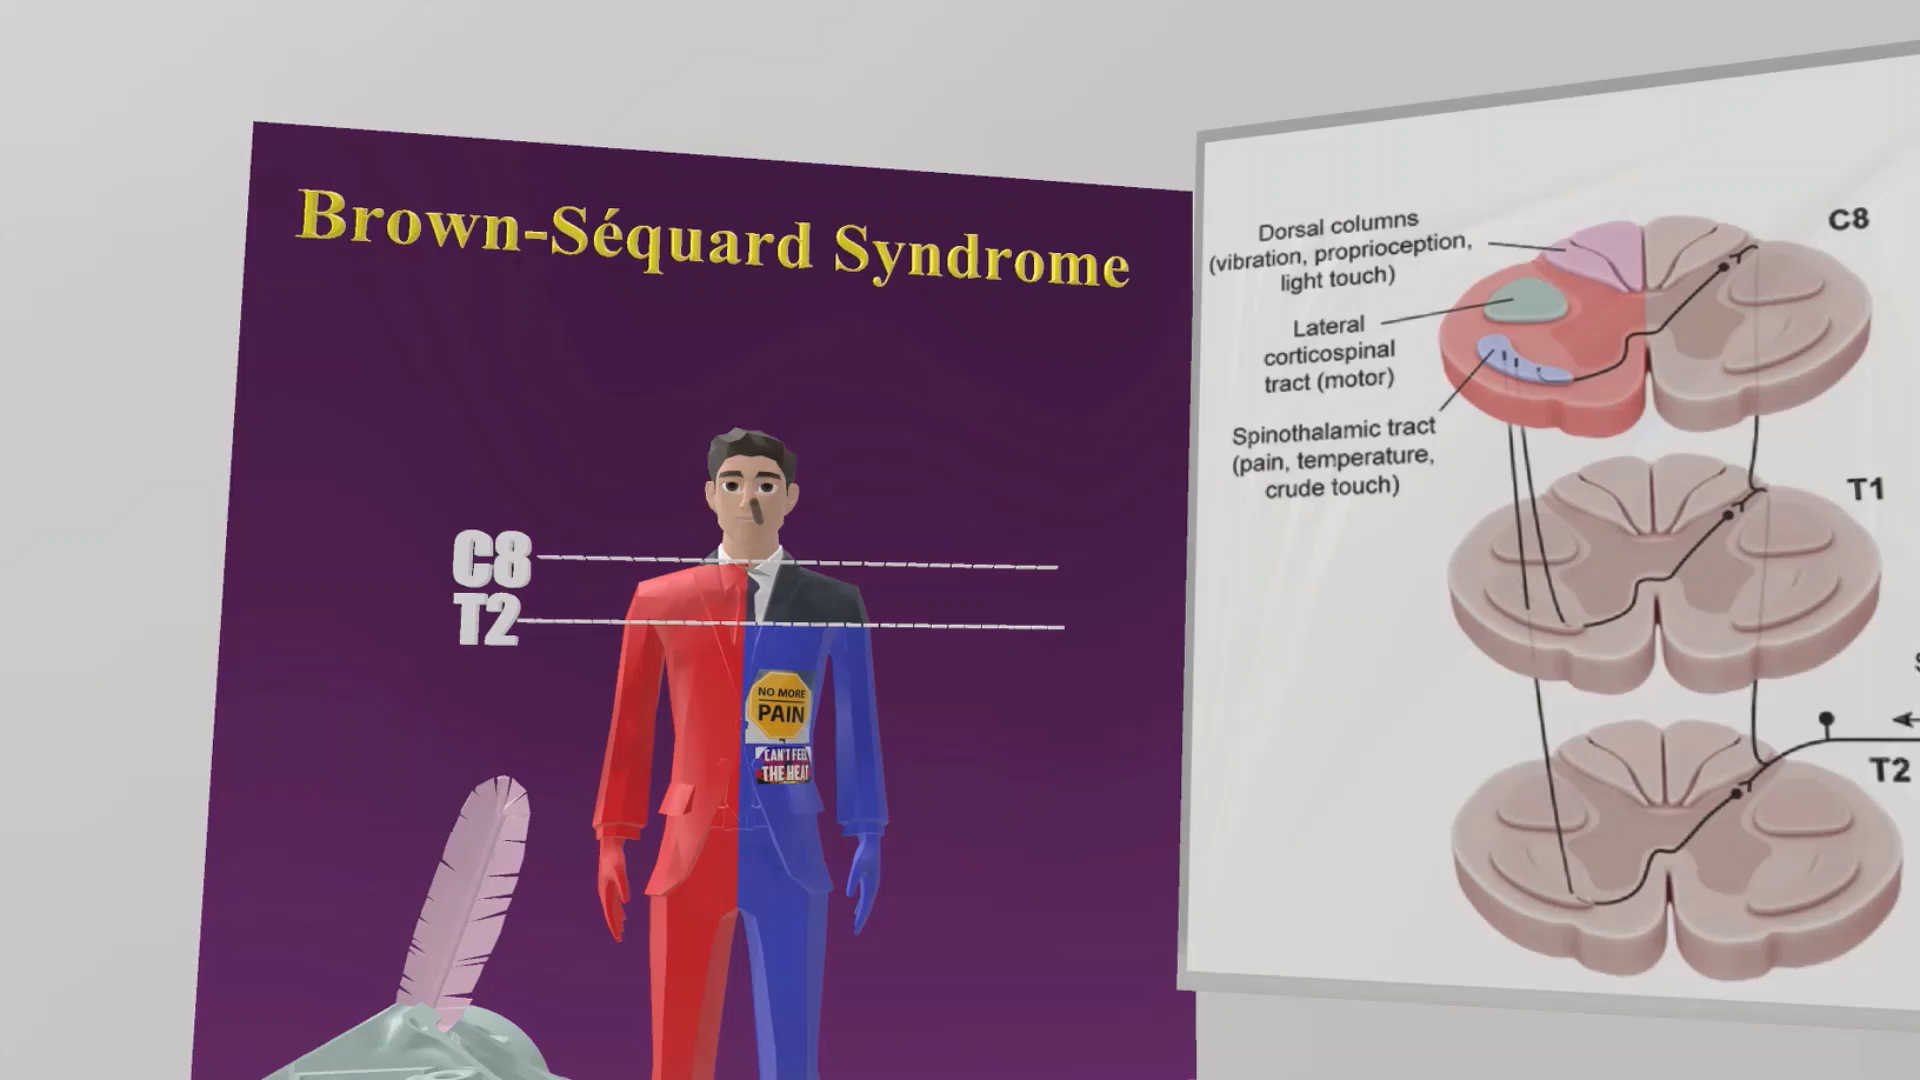 Brown-Séquard Syndrome
C8
T2
NO MORE
PAIN
CAN'T FEEL
THE HEAT
Dorsal columns
(vibration, proprioception,
light touch)
Lateral
corticospinal
tract (motor)
Spinothalamic tract
(pain, temperature,
crude touch)
C8
T1
T2